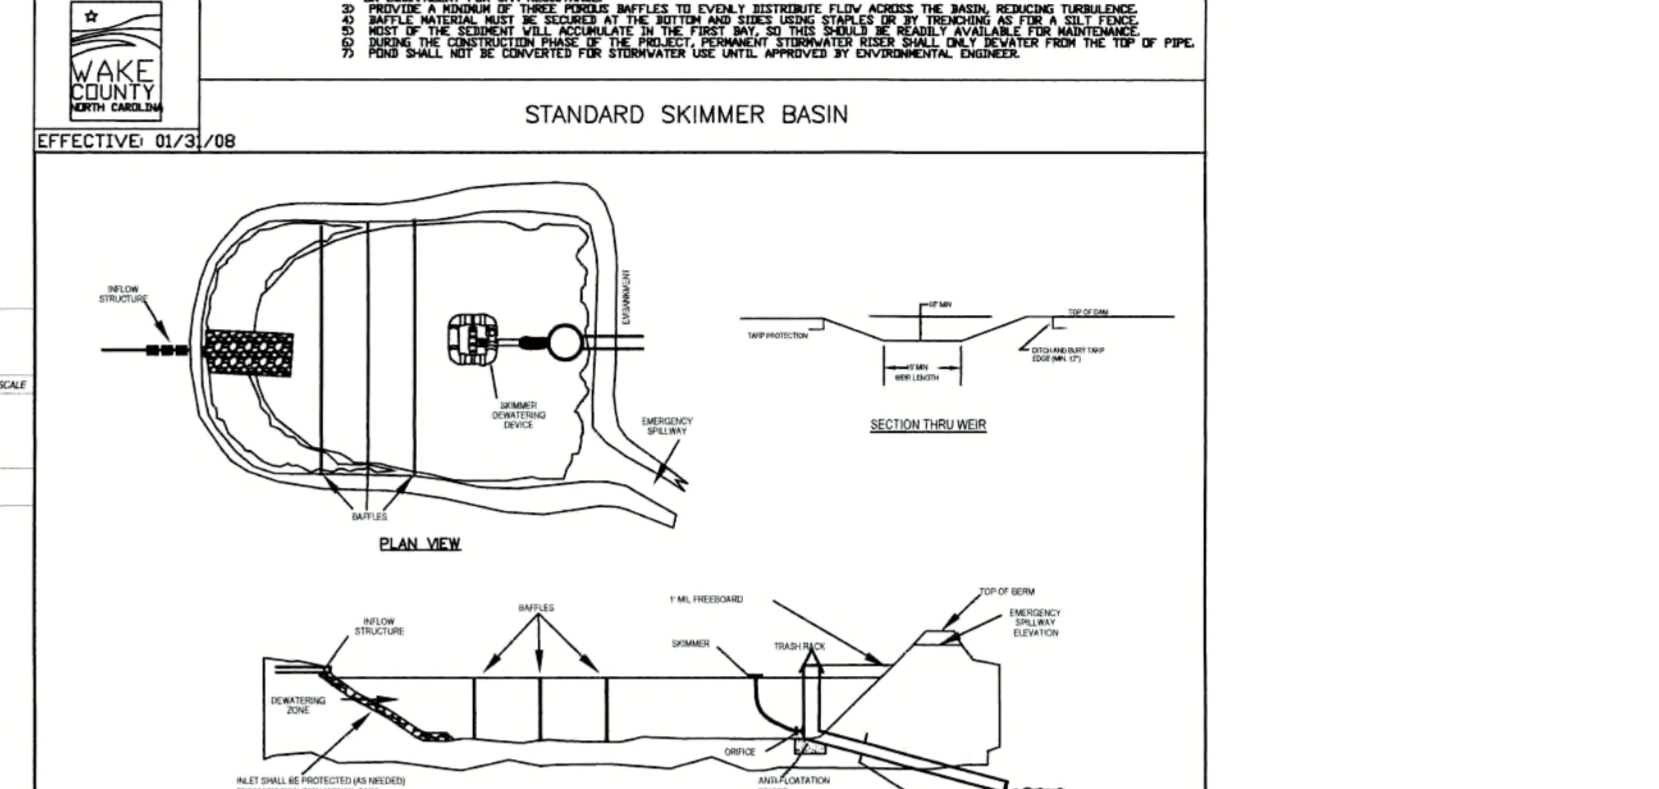 3) PROVIDE A MINIMUM OF THREE POROUS BAFFLES TO EVENLY DISTRIBUTE FLOW ACROSS THE BASIN, REDUCING TURBULENCE.
4) BAFFLE MATERIAL MUST BE SECURED AT THE BOTTOM AND SIDES USING STAPLES OR BY TRENCHING AS FOR A SILT FENCE.
5) MOST OF THE SEDIMENT WILL ACCUMULATE IN THE FIRST BAY, SO THIS SHOULD BE READILY AVAILABLE FOR MAINTENANCE.
6) DURING THE CONSTRUCTION PHASE OF THE PROJECT, PERMANENT STORMWATER RISER SHALL ONLY DEWATER FROM THE TOP OF PIPE.
7) POND SHALL NOT BE CONVERTED FOR STORMWATER USE UNTIL APPROVED BY ENVIRONMENTAL ENGINEER.
WAKE
COUNTY
NORTH CAROLINA
STANDARD SKIMMER BASIN
EFFECTIVE: 01/31/08
INFLOW
STRUCTURE
EMBANKMENT
SKIMMER
DEWATERING
DEVICE
EMERGENCY
SPILLWAY
BAFFLES
PLAN VIEW
TARP PROTECTION
MIN
TOP OF DAM
DITCH AND BURY TARP
EDGE (MIN. 12")
MIN
WEIR LENGTH
SECTION THRU WEIR
SCALE
INFLOW
STRUCTURE
BAFFLES
1' MIL FREEBOARD
SKIMMER
TRASH RACK
TOP OF BERM
EMERGENCY
SPILLWAY
ELEVATION
DEWATERING
ZONE
ORIFICE
INLET SHALL BE PROTECTED (AS NEEDED)
ANTI-FLOATATION